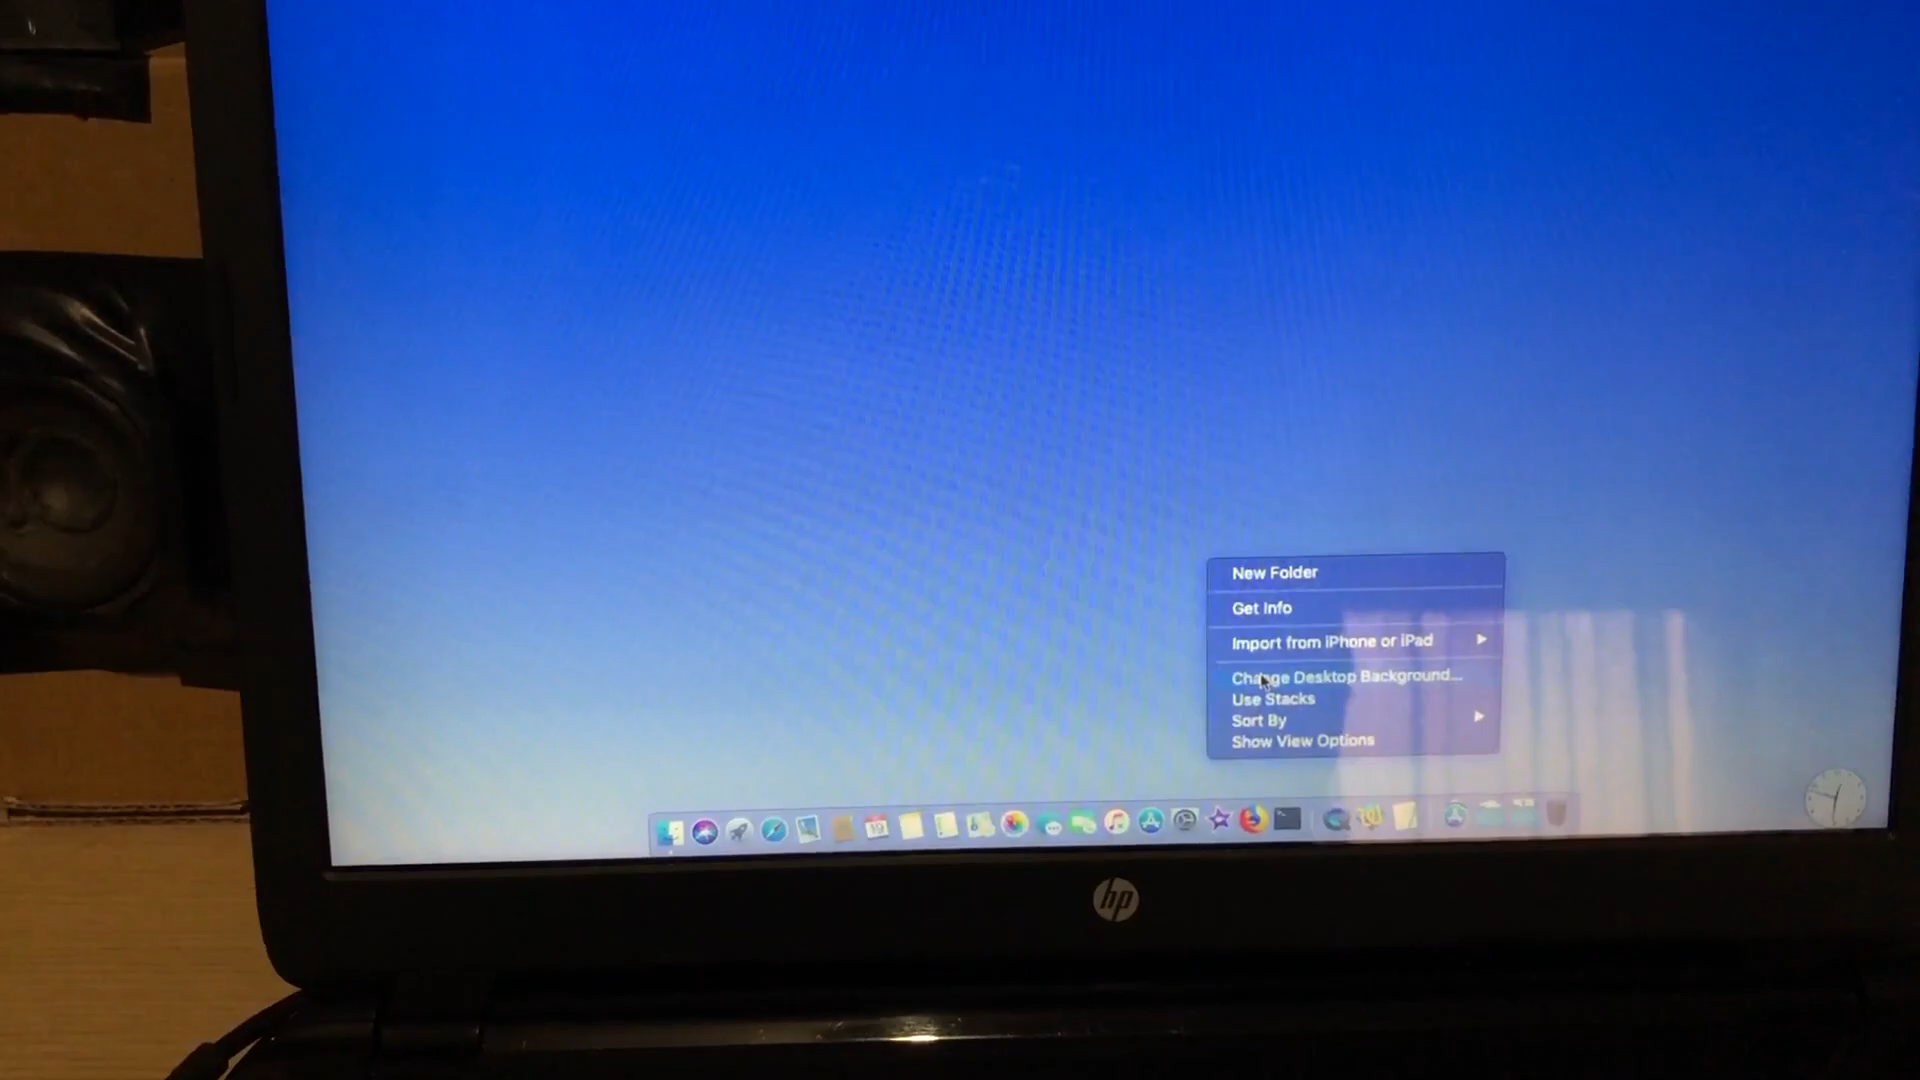 New Folder
Get Info
Import from iPhone or iPad
Change Desktop Background...
Use Stacks
Sort By
Show View Options
19
hp